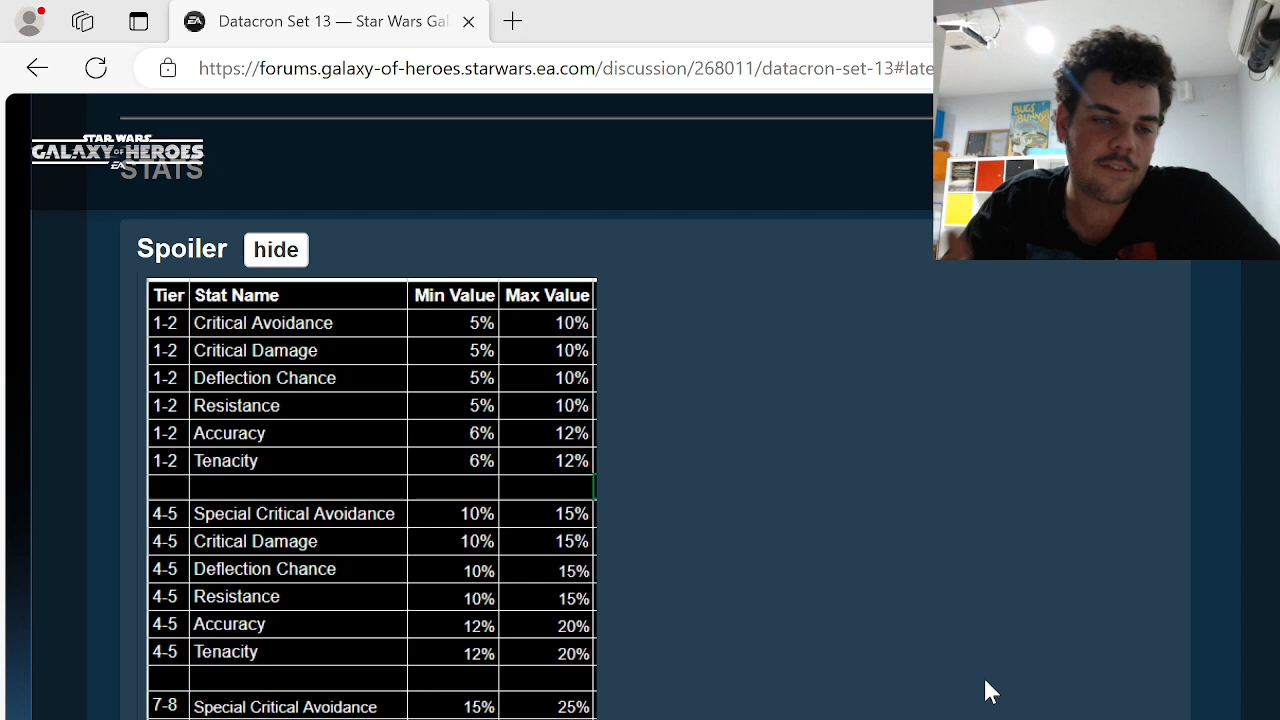 Datacron Set 13 — Star Wars Gal
https://forums.galaxy-of-heroes.starwars.ea.com/discussion/268011/datacron-set-13#late
BUGS
BUNNY
STAR WARS
GALAXY OF HEROES
EA
STATS
Spoiler hide
Tier Stat Name Min Value Max Value
1-2 Critical Avoidance 5% 10%
1-2 Critical Damage 5% 10%
1-2 Deflection Chance 5% 10%
1-2 Resistance 5% 10%
1-2 Accuracy 6% 12%
1-2 Tenacity 6% 12%
4-5 Special Critical Avoidance 10% 15%
4-5 Critical Damage 10% 15%
4-5 Deflection Chance 10% 15%
4-5 Resistance 10% 15%
4-5 Accuracy 12% 20%
4-5 Tenacity 12% 20%
7-8 Special Critical Avoidance 15% 25%